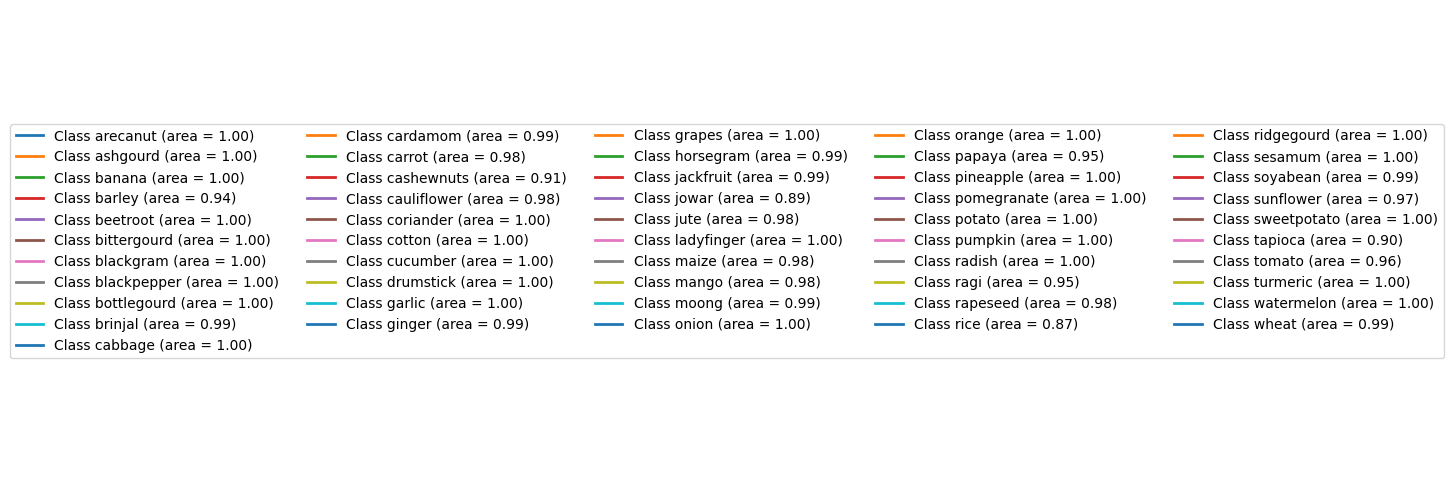 Class arecanut (area = 1.00)
Class ashgourd (area = 1.00)
Class banana (area = 1.00)
Class barley (area = 0.94)
Class beetroot (area = 1.00)
Class bittergourd (area = 1.00)
Class blackgram (area = 1.00)
Class blackpepper (area = 1.00)
Class bottlegourd (area = 1.00)
Class brinjal (area = 0.99)
Class cabbage (area = 1.00)
Class cardamom (area = 0.99)
Class carrot (area = 0.98)
Class cashewnuts (area = 0.91)
Class cauliflower (area = 0.98)
Class coriander (area = 1.00)
Class cotton (area = 1.00)
Class cucumber (area = 1.00)
Class drumstick (area = 1.00)
Class garlic (area = 1.00)
Class ginger (area = 0.99)
Class grapes (area = 1.00)
Class horsegram (area = 0.99)
Class jackfruit (area = 0.99)
Class jowar (area = 0.89)
Class jute (area = 0.98)
Class ladyfinger (area = 1.00)
Class maize (area = 0.98)
Class mango (area = 0.98)
Class moong (area = 0.99)
Class onion (area = 1.00)
Class orange (area = 1.00)
Class papaya (area = 0.95)
Class pineapple (area = 1.00)
Class pomegranate (area = 1.00)
Class potato (area = 1.00)
Class pumpkin (area = 1.00)
Class radish (area = 1.00)
Class ragi (area = 0.95)
Class rapeseed (area = 0.98)
Class rice (area = 0.87)
Class ridgegourd (area = 1.00)
Class sesamum (area = 1.00)
Class soyabean (area = 0.99)
Class sunflower (area = 0.97)
Class sweetpotato (area = 1.00)
Class tapioca (area = 0.90)
Class tomato (area = 0.96)
Class turmeric (area = 1.00)
Class watermelon (area = 1.00)
Class wheat (area = 0.99)